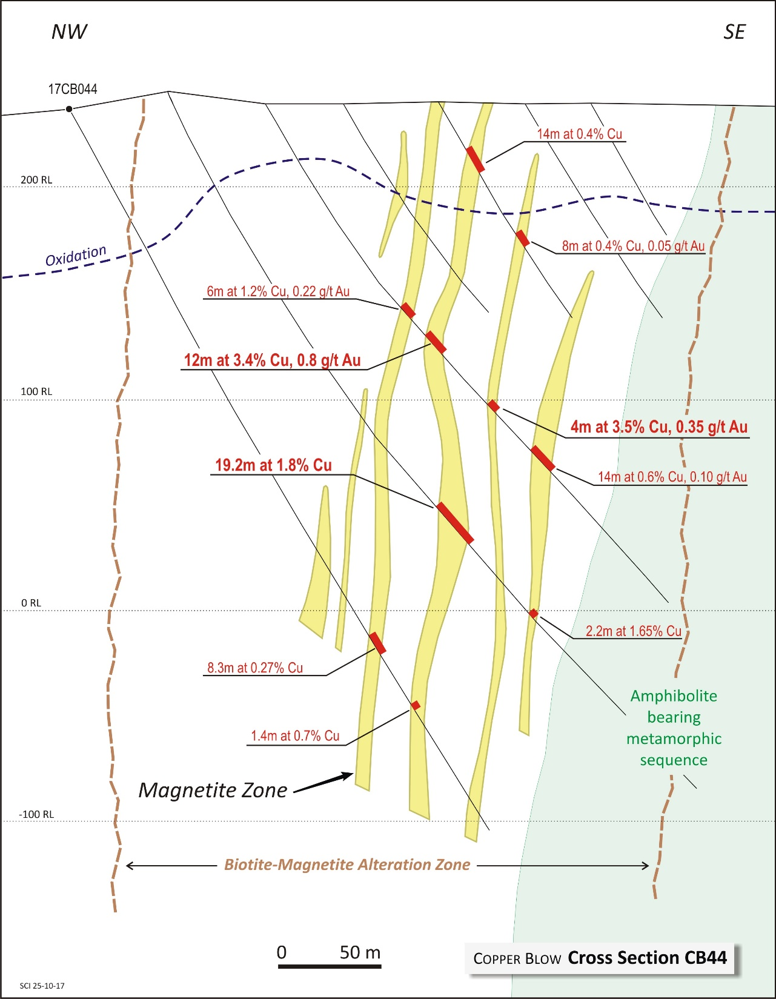 NW
SE
17CB044
14m at 0.4% Cu
200 RL
8m at 0.4% Cu, 0.05 g/t Au
Oxidation
6m at 1.2% Cu, 0.22 g/t Au
12m at 3.4% Cu, 0.8 g/t Au
100 RL
4m at 3.5% Cu, 0.35 g/t Au
19.2m at 1.8% Cu
14m at 0.6% Cu, 0.10 g/t Au
0 RL
2.2m at 1.65% Cu
8.3m at 0.27% Cu
Amphibolite
bearing
metamorphic
sequence
1.4m at 0.7% Cu
Magnetite Zone
-100 RL
Biotite-Magnetite Alteration Zone
0 50 m
COPPER BLOW Cross Section CB44
SCI 25-10-17